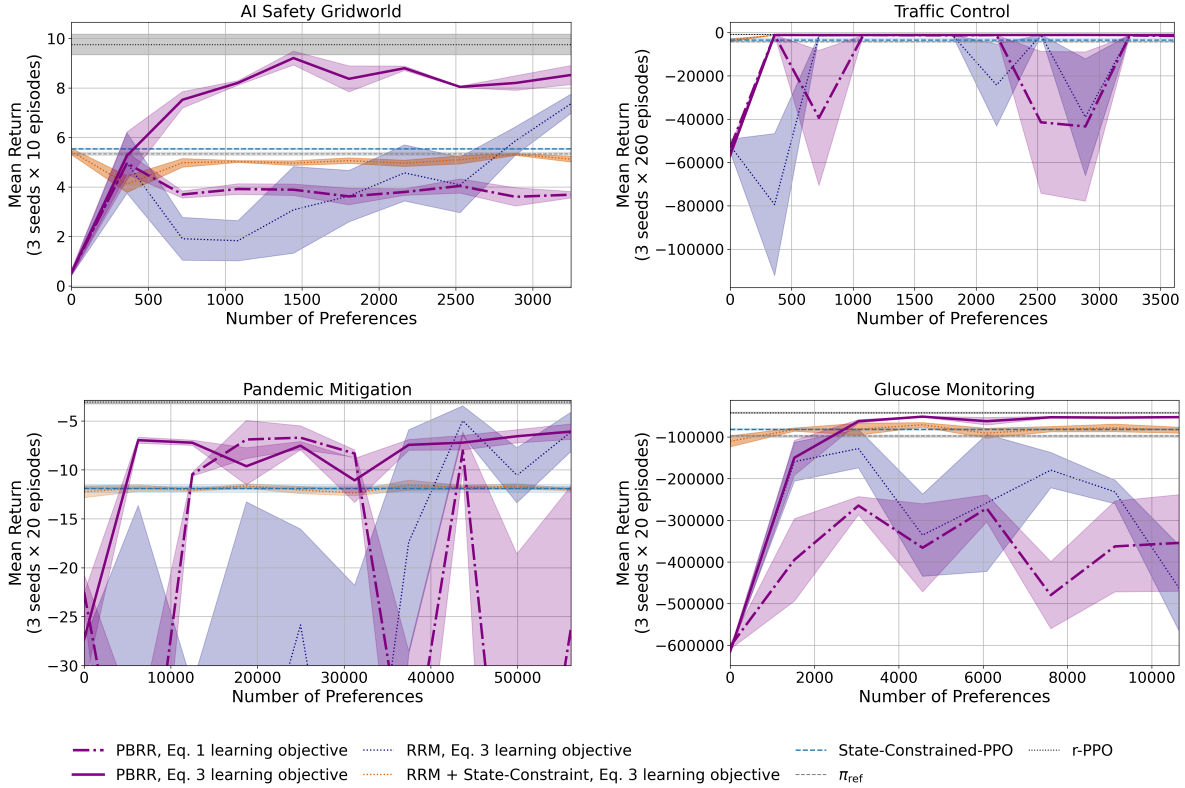 AI Safety Gridworld
Mean Return
(3 seeds × 10 episodes)
10
8
6
4
2
0
0 500 1000 1500 2000 2500 3000
Number of Preferences
Traffic Control
Mean Return
(3 seeds × 260 episodes)
0
−20000
−40000
−60000
−80000
−100000
0 500 1000 1500 2000 2500 3000 3500
Number of Preferences
Pandemic Mitigation
Mean Return
(3 seeds × 20 episodes)
−5
−10
−15
−20
−25
−30
0 10000 20000 30000 40000 50000
Number of Preferences
Glucose Monitoring
Mean Return
(3 seeds × 20 episodes)
−100000
−200000
−300000
−400000
−500000
−600000
0 2000 4000 6000 8000 10000
Number of Preferences
PBRR, Eq. 1 learning objective
PBRR, Eq. 3 learning objective
RRM, Eq. 3 learning objective
RRM + State-Constraint, Eq. 3 learning objective
State-Constrained-PPO
π_ref
r-PPO